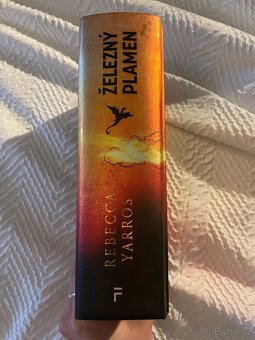 ŽELEZNÝ
PLAMEN
REBECCA
YARROS